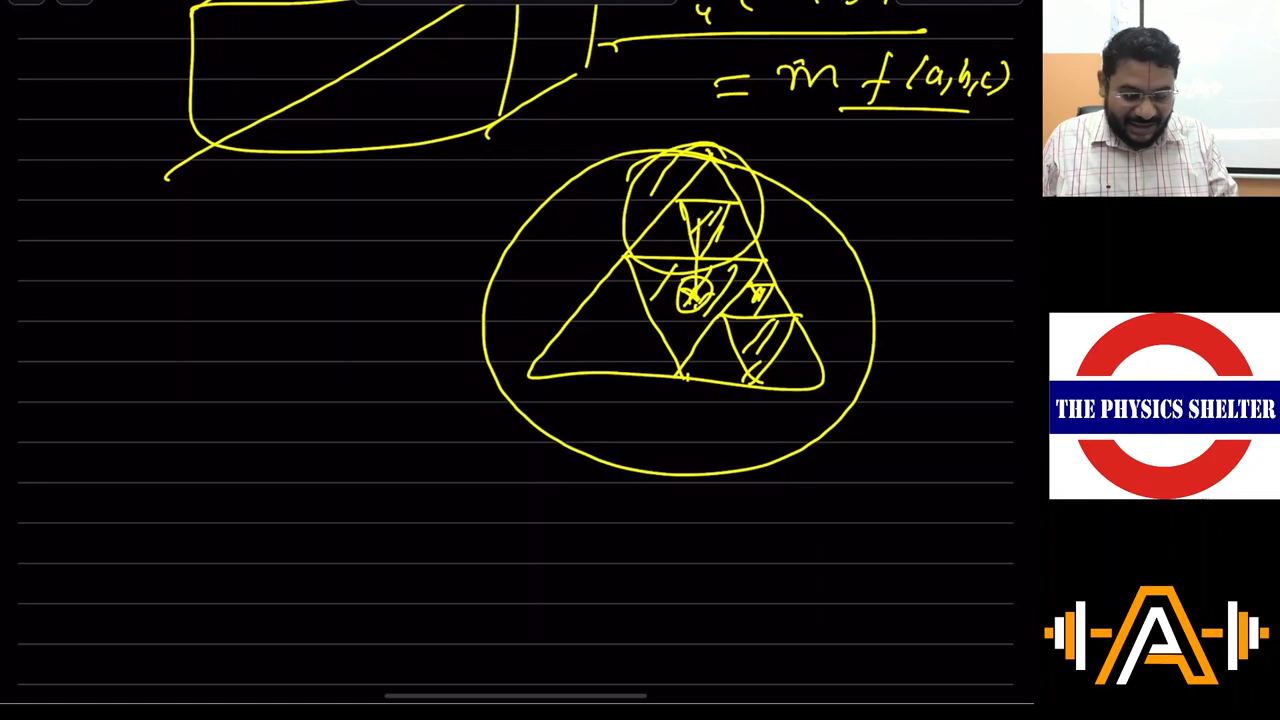 = m f(a,b,c)
THE PHYSICS SHELTER